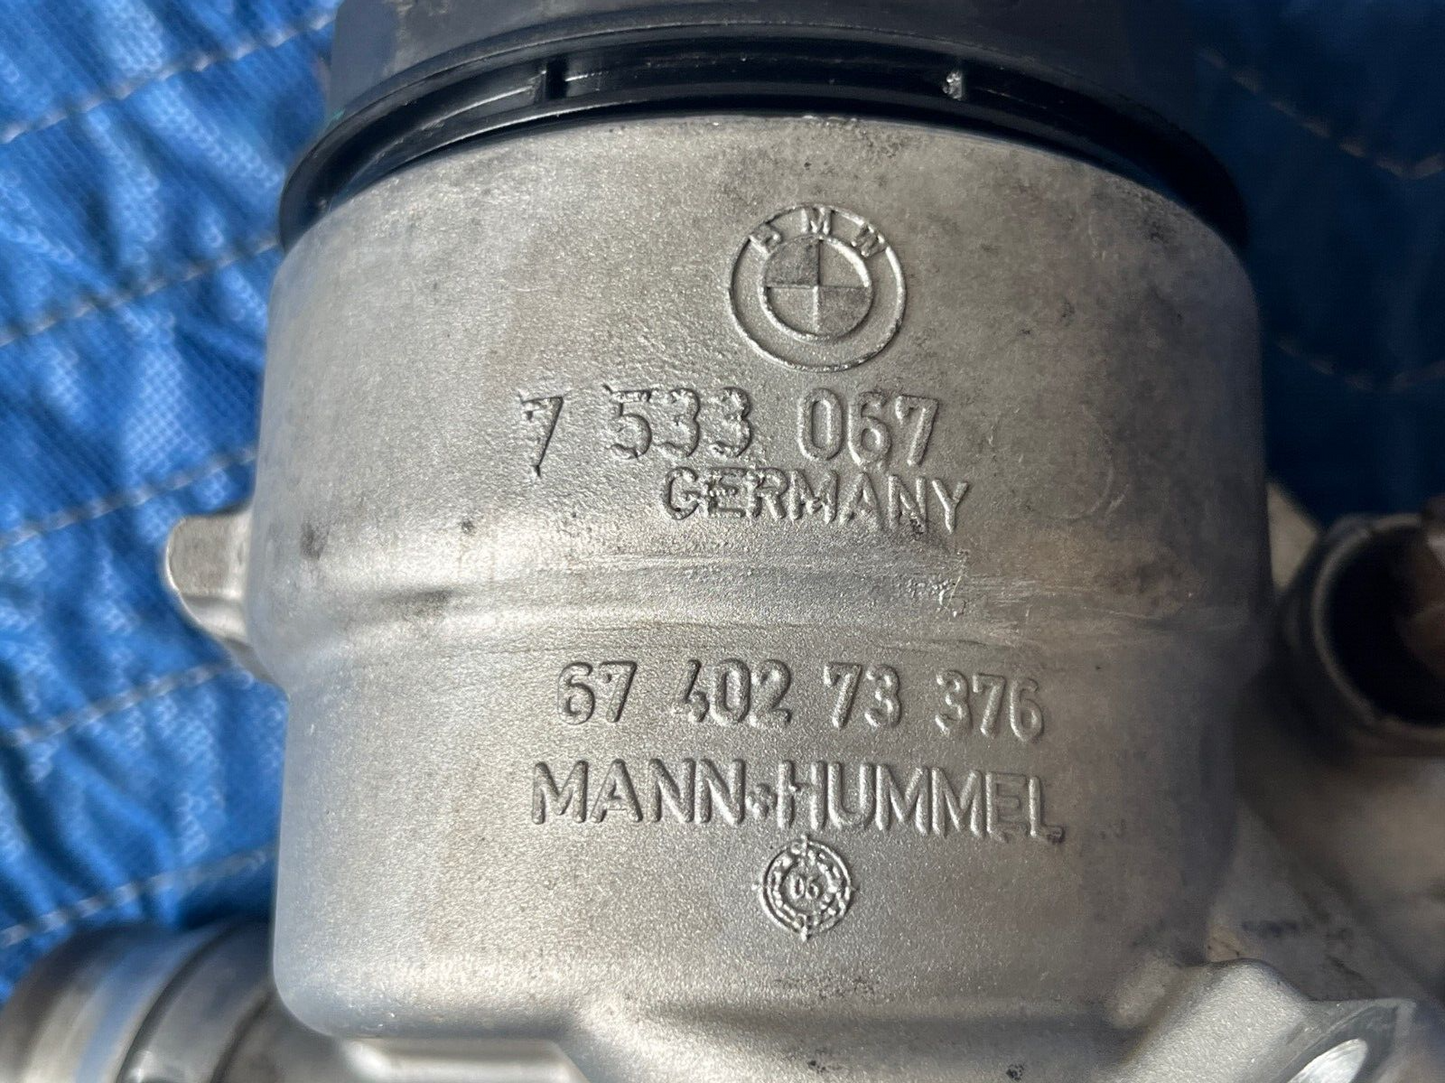 BMW
7 533 067
GERMANY
67 402 73 376
MANN+HUMMEL
06